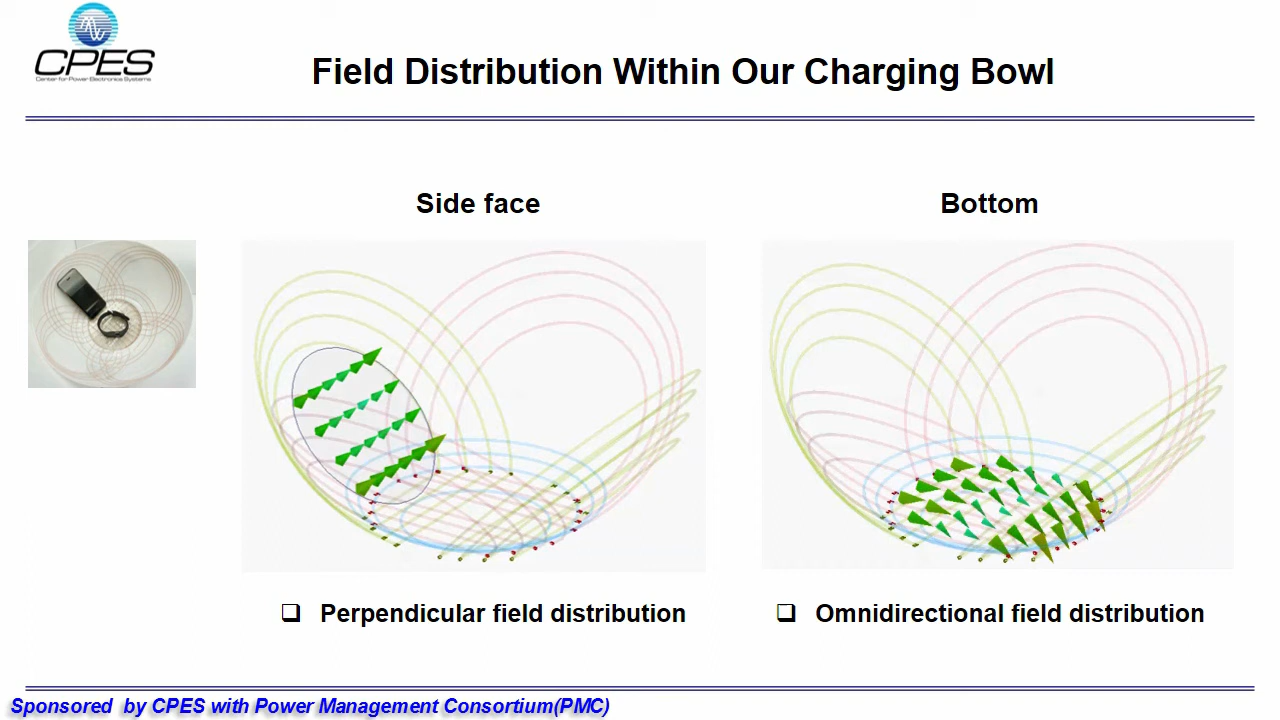 CPES
Center for Power Electronics Systems
Field Distribution Within Our Charging Bowl
Side face
Bottom
Perpendicular field distribution
Omnidirectional field distribution
Sponsored by CPES with Power Management Consortium(PMC)